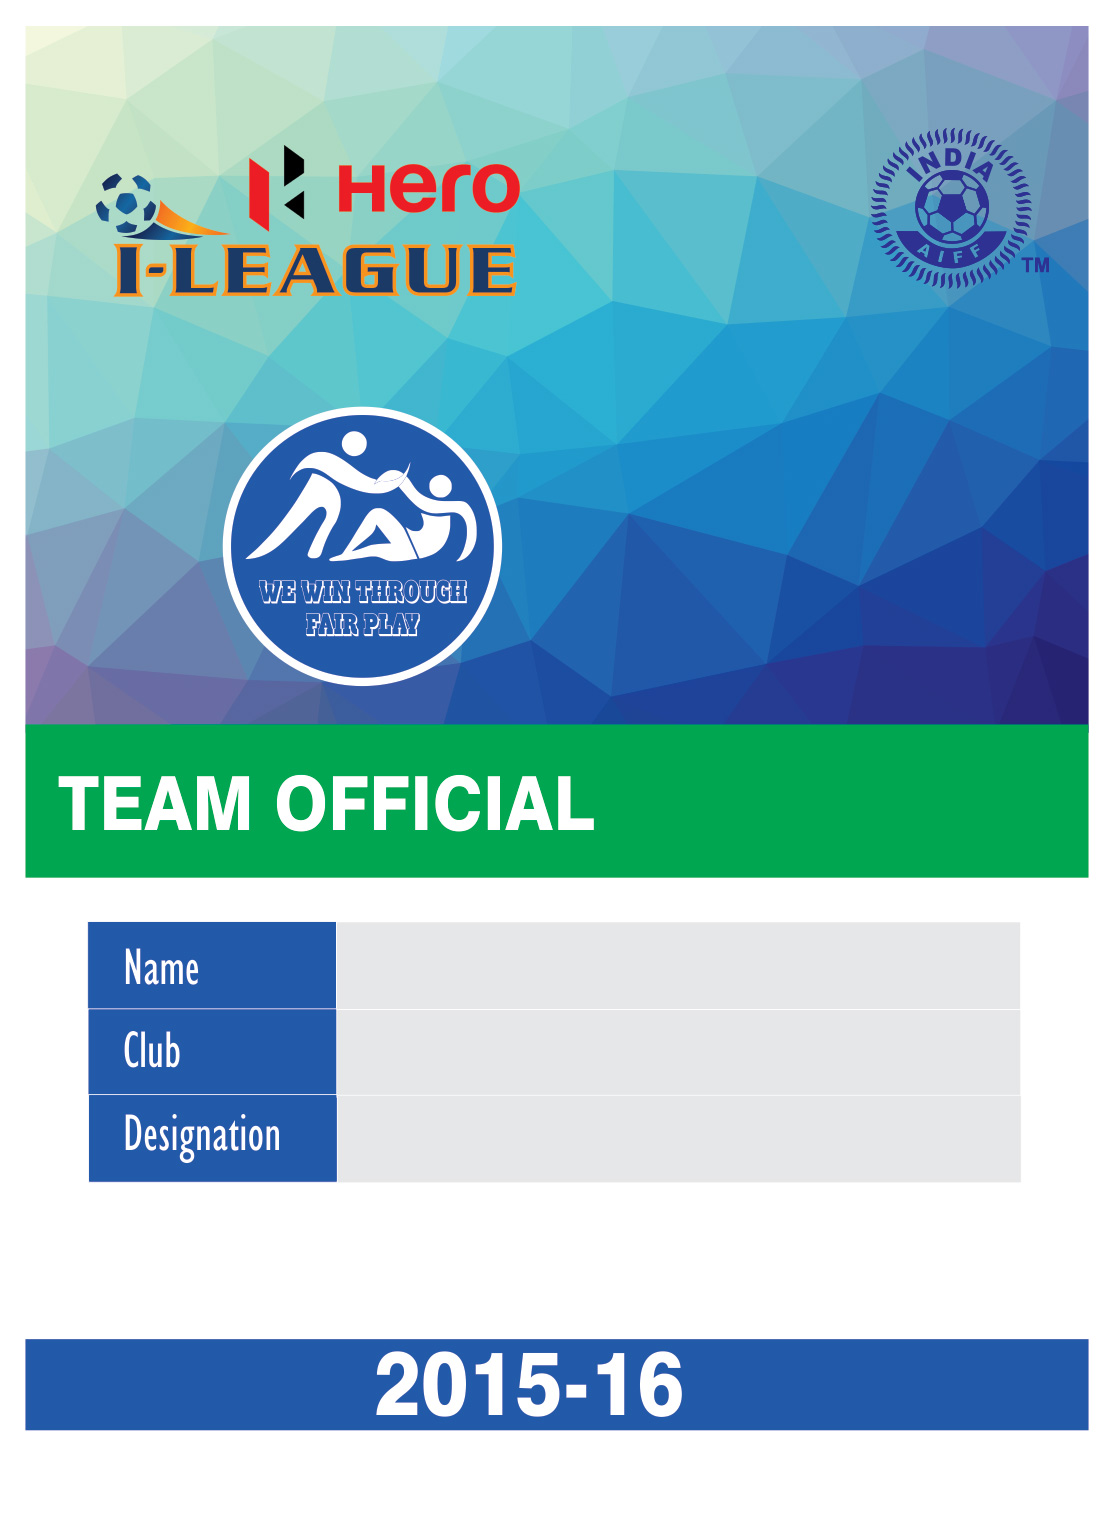 HERO
I-LEAGUE
INDIA
AIFF
TM
WE WIN THROUGH
FAIR PLAY
TEAM OFFICIAL
Name
Club
Designation
2015-16